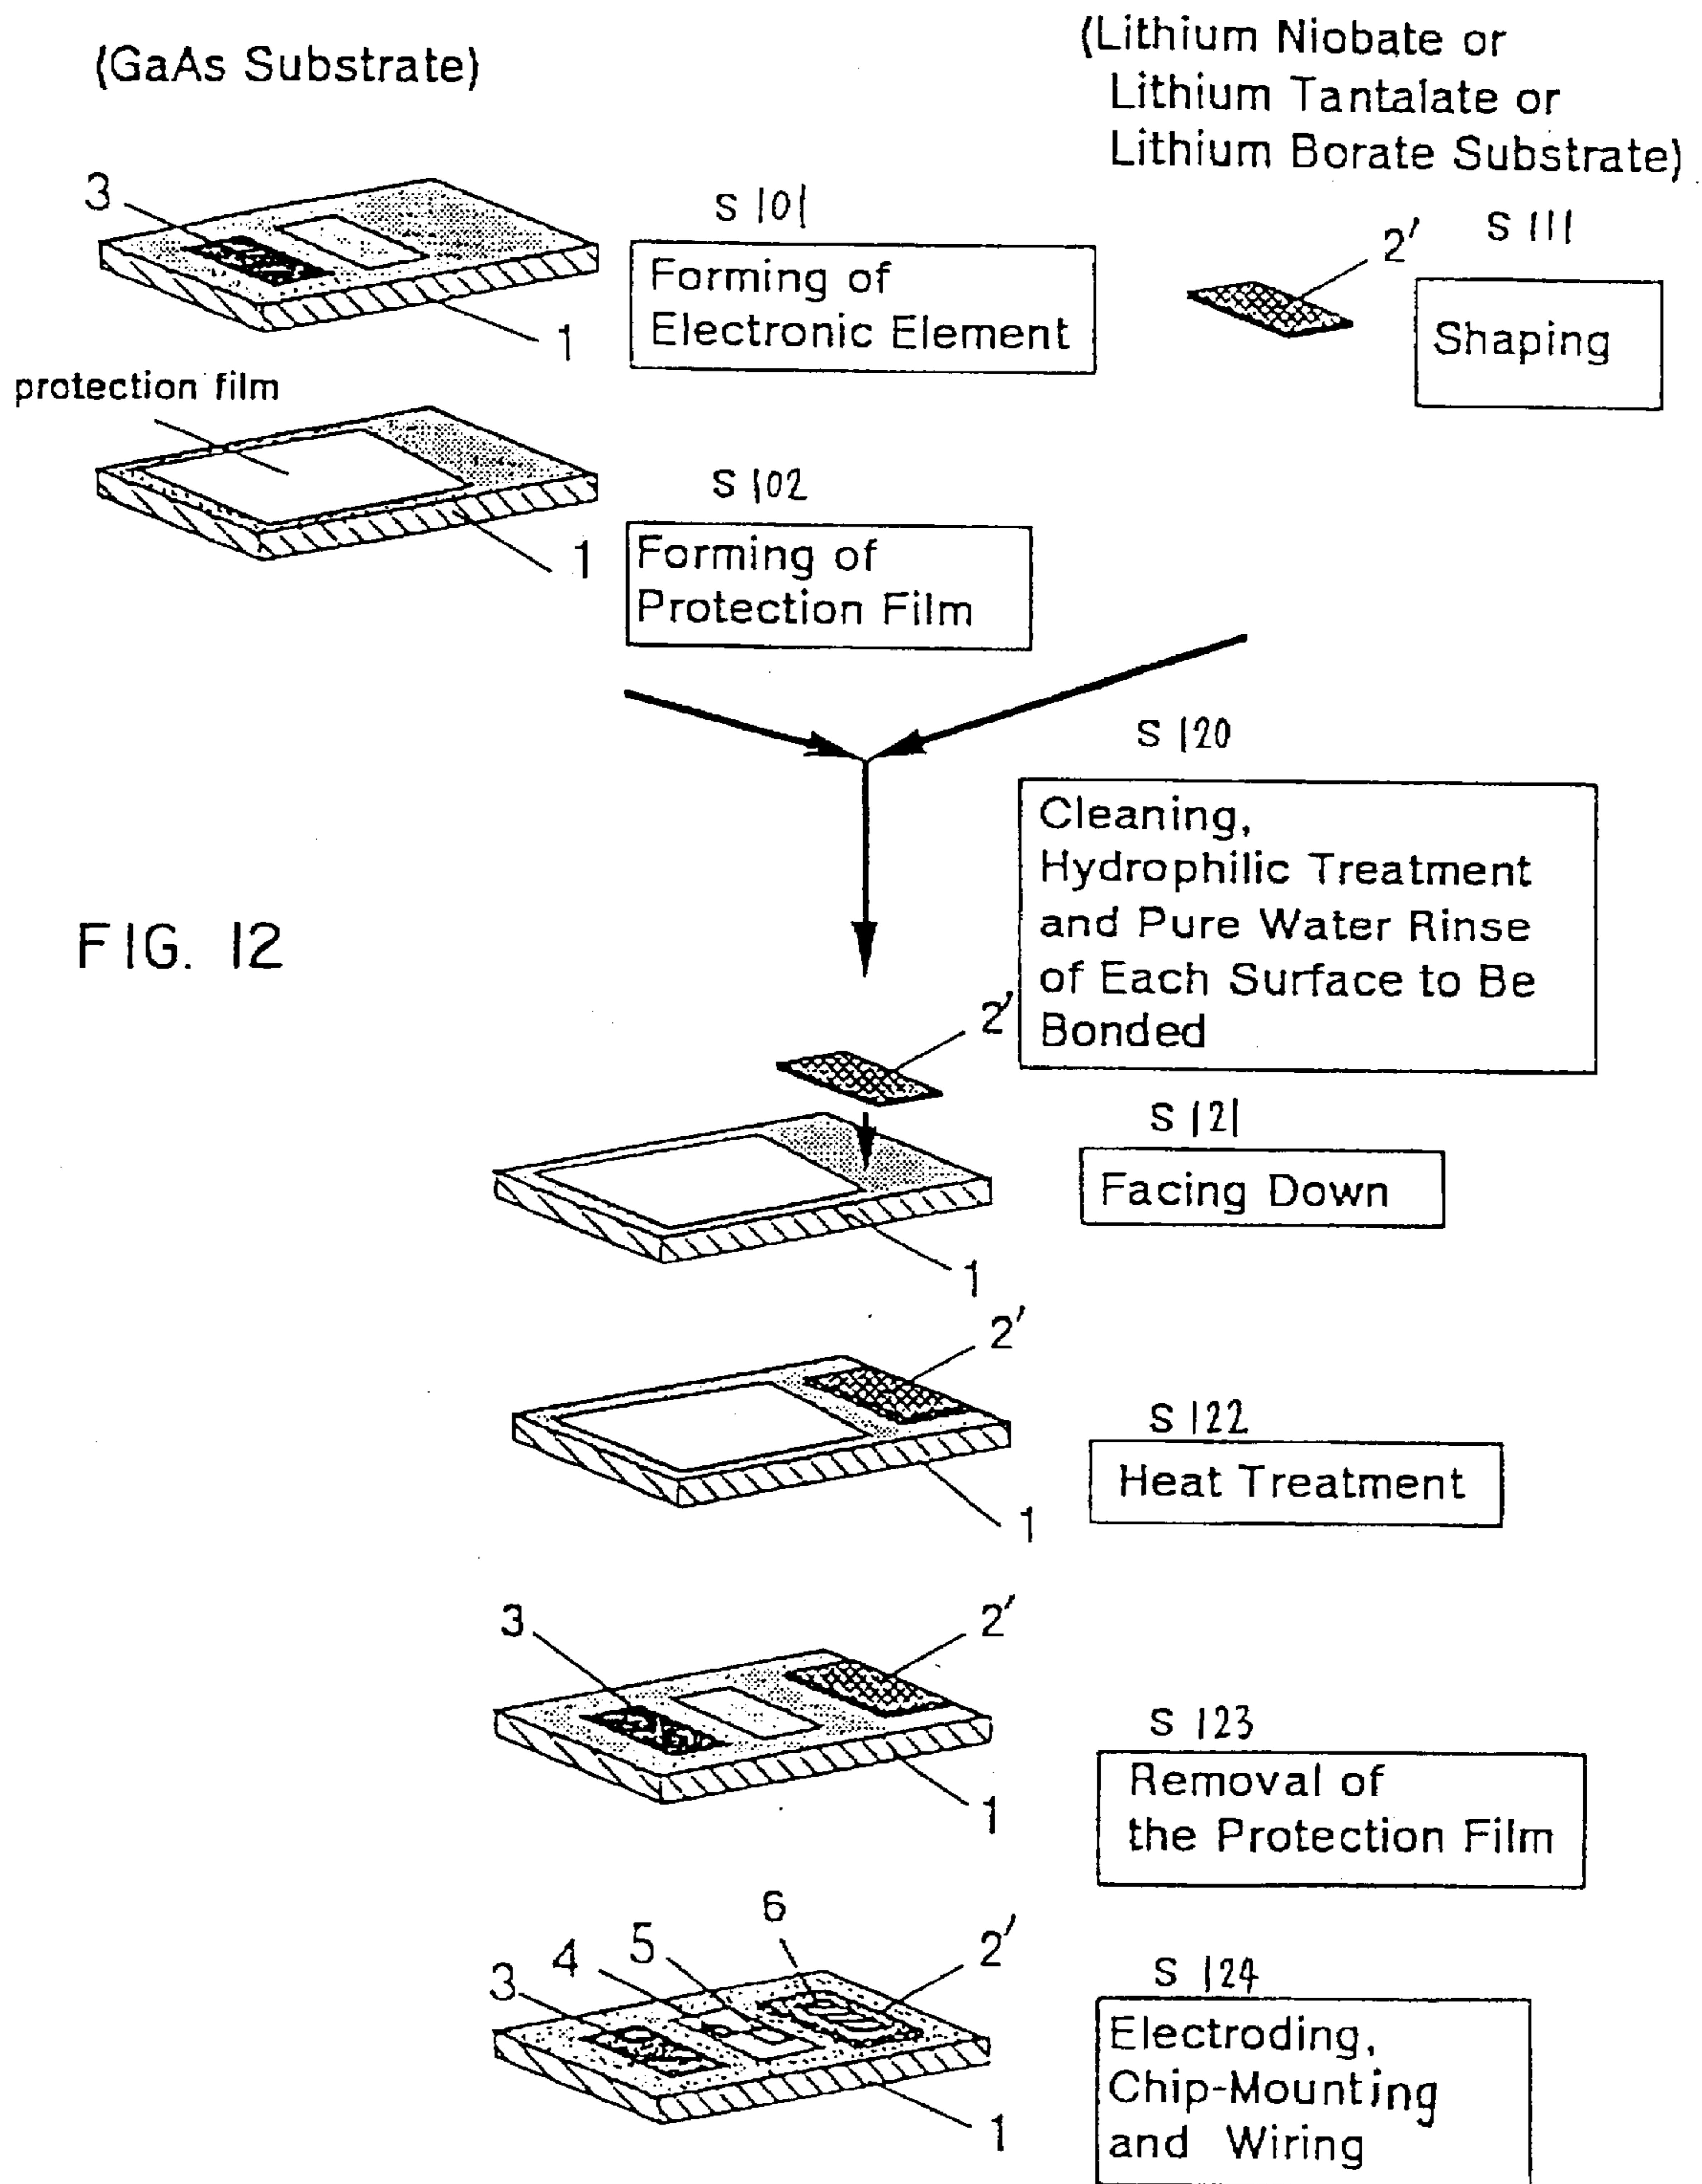 (GaAs Substrate)
(Lithium Niobate or
Lithium Tantalate or
Lithium Borate Substrate)
3
1
S 101
Forming of
Electronic Element
2'
S 111
Shaping
protection film
1
S 102
Forming of
Protection Film
S 120
Cleaning,
Hydrophilic Treatment
and Pure Water Rinse
of Each Surface to Be
Bonded
FIG. 12
2'
1
S 121
Facing Down
2'
1
S 122
Heat Treatment
3
2'
1
S 123
Removal of
the Protection Film
3
4
5
6
2'
1
S 124
Electroding,
Chip-Mounting
and Wiring